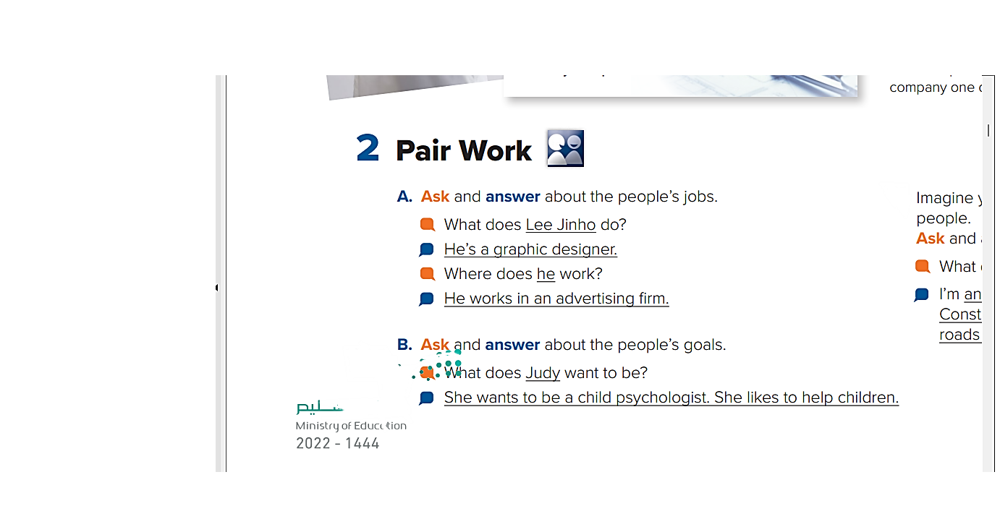 company one
2 Pair Work
A. Ask and answer about the people's jobs.
What does Lee Jinho do?
He's a graphic designer.
Where does he work?
He works in an advertising firm.
B. Ask and answer about the people's goals.
What does Judy want to be?
She wants to be a child psychologist. She likes to help children.
Imagine
people.
Ask and
What
I'm an
Const
roads
Ministry of Education
2022 - 1444